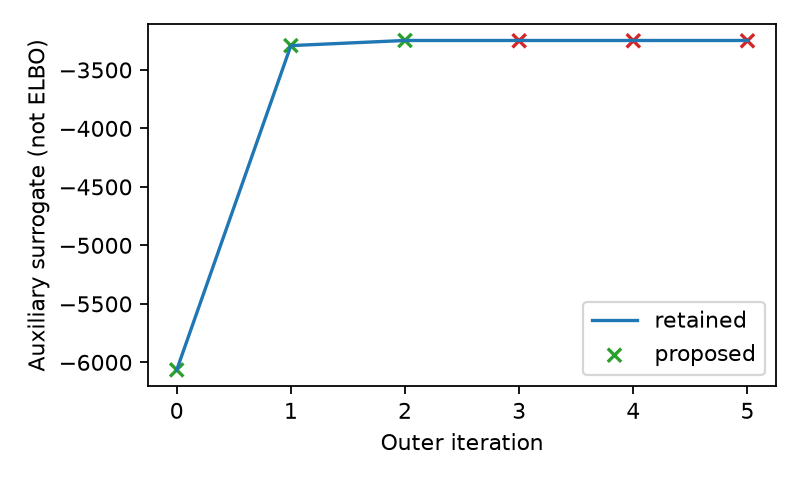 Auxiliary surrogate (not ELBO)
−3500
−4000
−4500
−5000
−5500
−6000
retained
proposed
0 1 2 3 4 5
Outer iteration